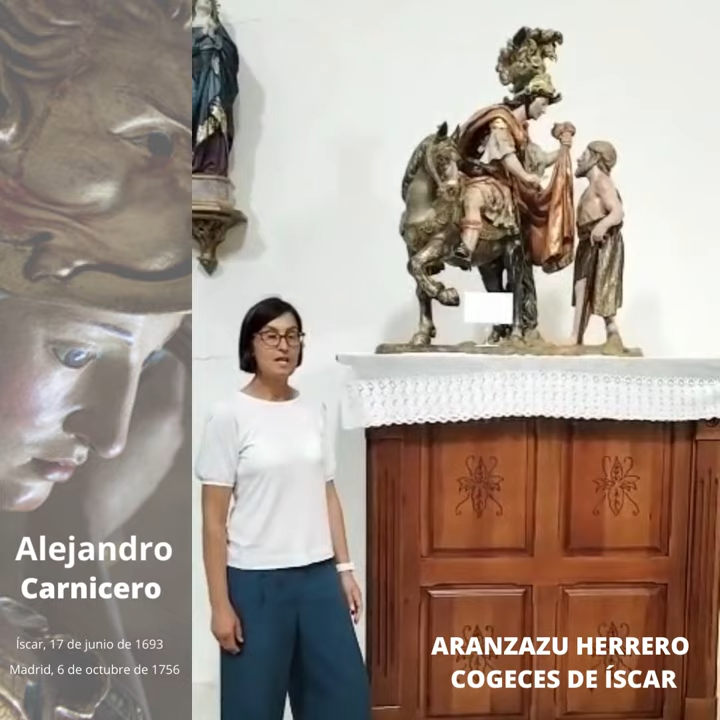 Alejandro
Carnicero
Íscar, 17 de junio de 1693
Madrid, 6 de octubre de 1756
ARANZAZU HERRERO
COGECES DE ÍSCAR